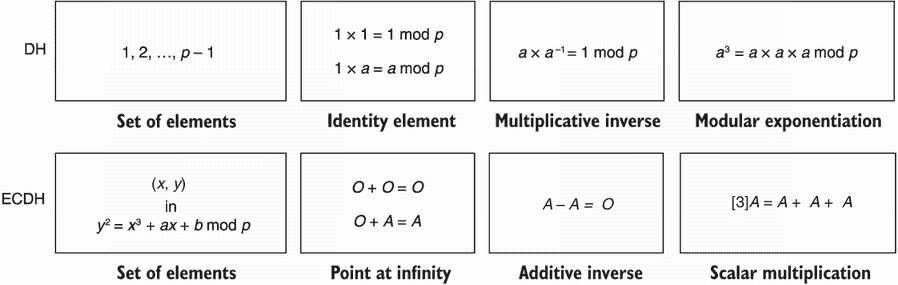 DH
1, 2, …, p – 1
1 × 1 = 1 mod p
1 × a = a mod p
a × a⁻¹ = 1 mod p
a³ = a × a × a mod p
Set of elements
Identity element
Multiplicative inverse
Modular exponentiation
ECDH
(x, y)
in
y² = x³ + ax + b mod p
O + O = O
O + A = A
A – A = O
[3]A = A + A + A
Set of elements
Point at infinity
Additive inverse
Scalar multiplication